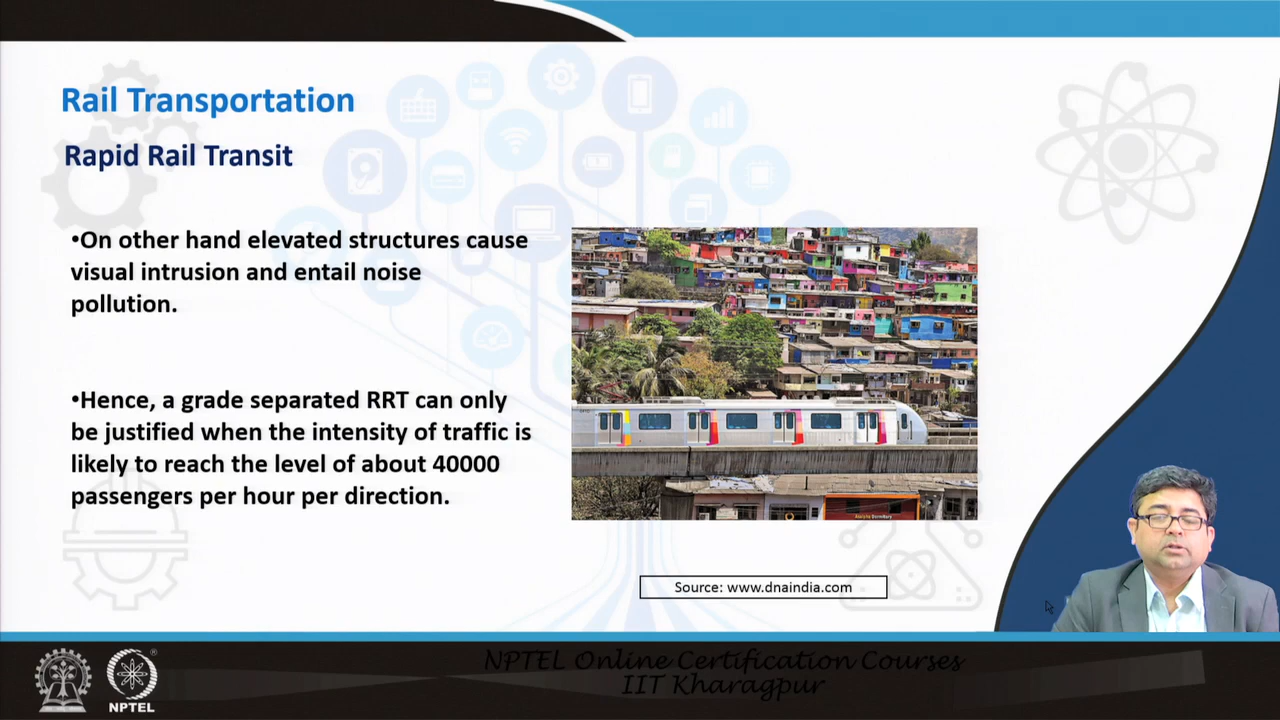 Rail Transportation
Rapid Rail Transit
•On other hand elevated structures cause
visual intrusion and entail noise
pollution.
•Hence, a grade separated RRT can only
be justified when the intensity of traffic is
likely to reach the level of about 40000
passengers per hour per direction.
Source: www.dnaindia.com
NPTEL Online Certification Courses
IIT Kharagpur
NPTEL